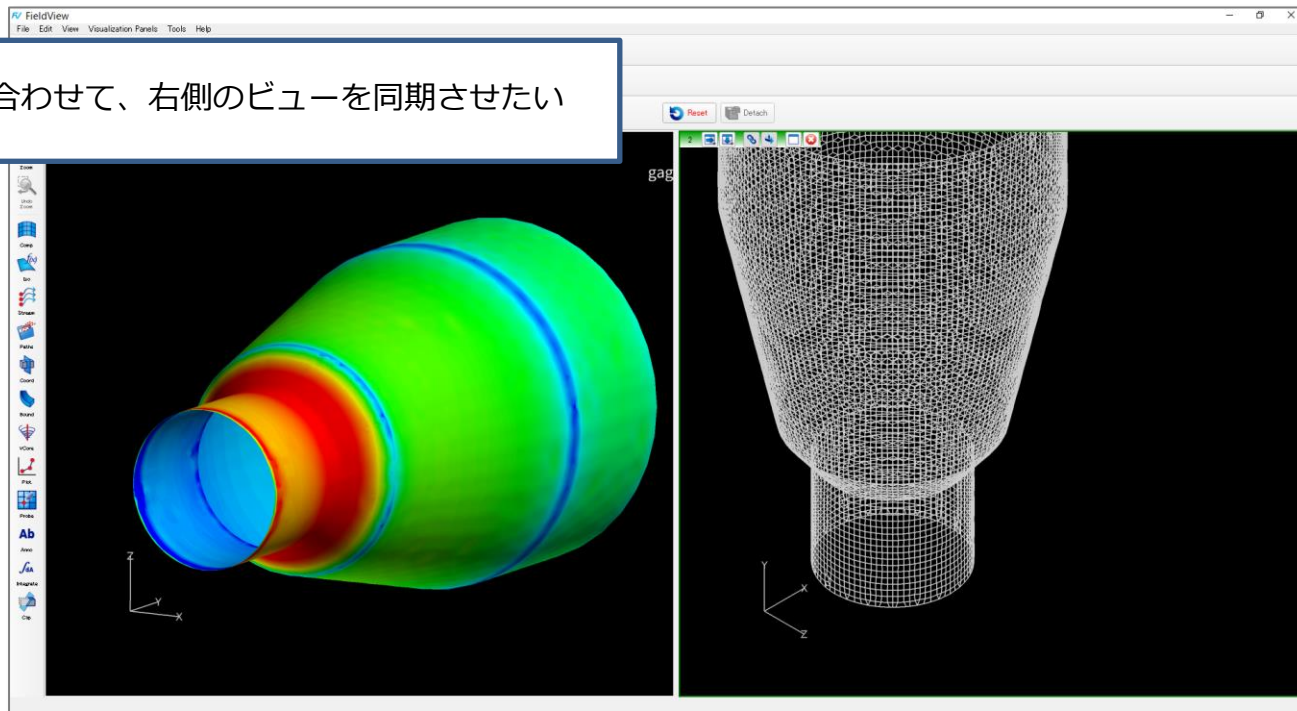 FieldView
File Edit View Visualization Panels Tools Help
合わせて、右側のビューを同期させたい
Reset Detach
2
Zoom
Undo
Zoom
gag
Comp
f(x)
Iso
Stream
Paths
Coord
Bound
VCore
Plot
Probe
Ab
Anno
∫dA
Integrate
Clip
Z
Y
X
Y
X
Z